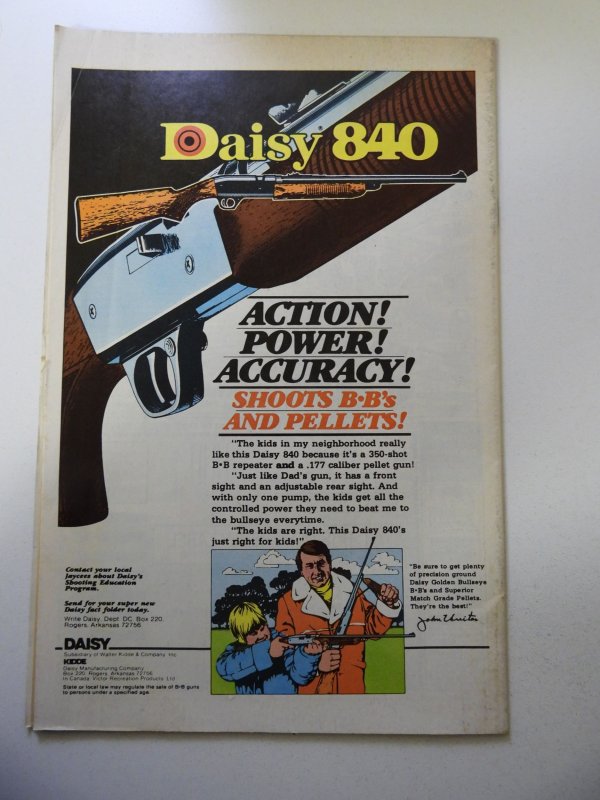 Daisy 840
ACTION!
POWER!
ACCURACY!
SHOOTS B•B's
AND PELLETS!
"The kids in my neighborhood really
like this Daisy 840 because it's a 350-shot
B•B repeater and a .177 caliber pellet gun!
"Just like Dad's gun, it has a front
sight and an adjustable rear sight. And
with only one pump, the kids get all the
controlled power they need to beat me to
the bullseye everytime.
"The kids are right. This Daisy 840's
just right for kids!"
"Be sure to get plenty
of precision ground
Daisy Golden Bullseye
B•B's and Superior
Match Grade Pellets.
They're the best!"
Contact your local
Jaycees about Daisy's
Shooting Education
Program.
Send for your super new
Daisy fact folder today.
Write Daisy, Dept. DC, Box 220,
Rogers, Arkansas 72756
DAISY
Subsidiary of Walter Kidde & Company, Inc.
KIDDE
Daisy Manufacturing Company
Box 220, Rogers, Arkansas 72756
In Canada: Victor Recreation Products Ltd.
State or local law may regulate the sale of B•B guns
to persons under a specified age.